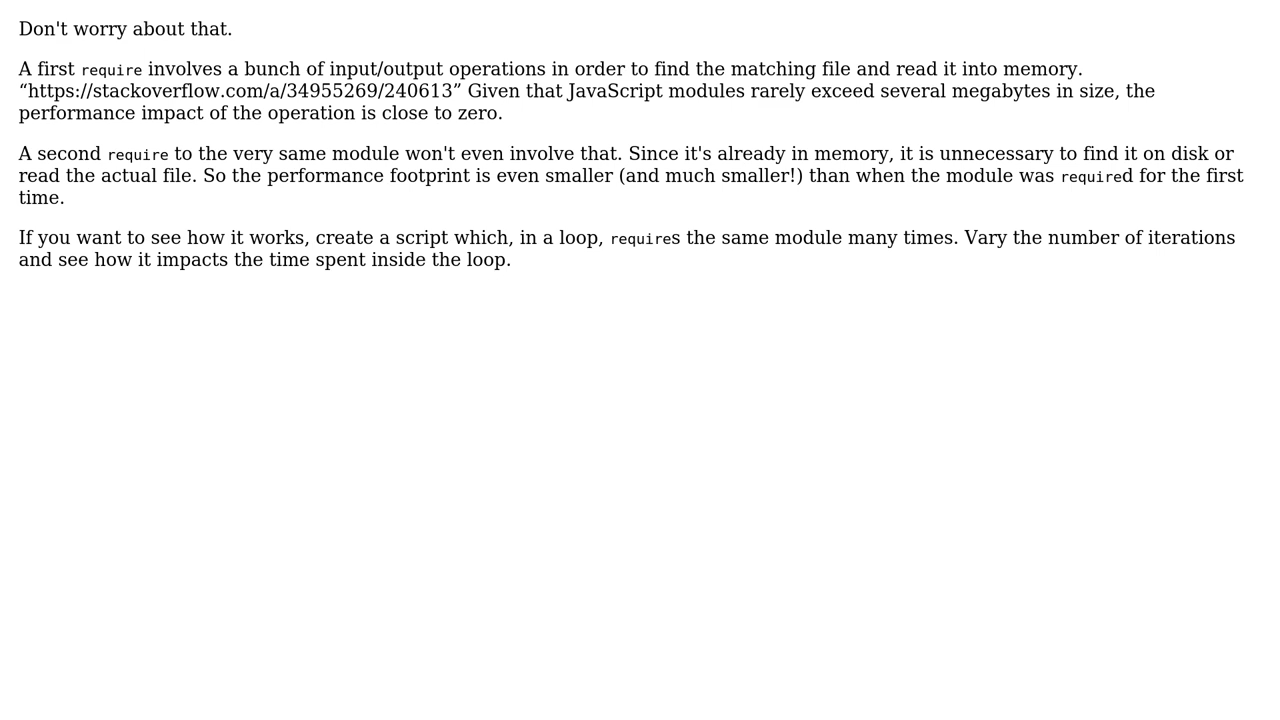 Don't worry about that.
A first require involves a bunch of input/output operations in order to find the matching file and read it into memory.
“https://stackoverflow.com/a/34955269/240613” Given that JavaScript modules rarely exceed several megabytes in size, the
performance impact of the operation is close to zero.
A second require to the very same module won't even involve that. Since it's already in memory, it is unnecessary to find it on disk or
read the actual file. So the performance footprint is even smaller (and much smaller!) than when the module was required for the first
time.
If you want to see how it works, create a script which, in a loop, requires the same module many times. Vary the number of iterations
and see how it impacts the time spent inside the loop.